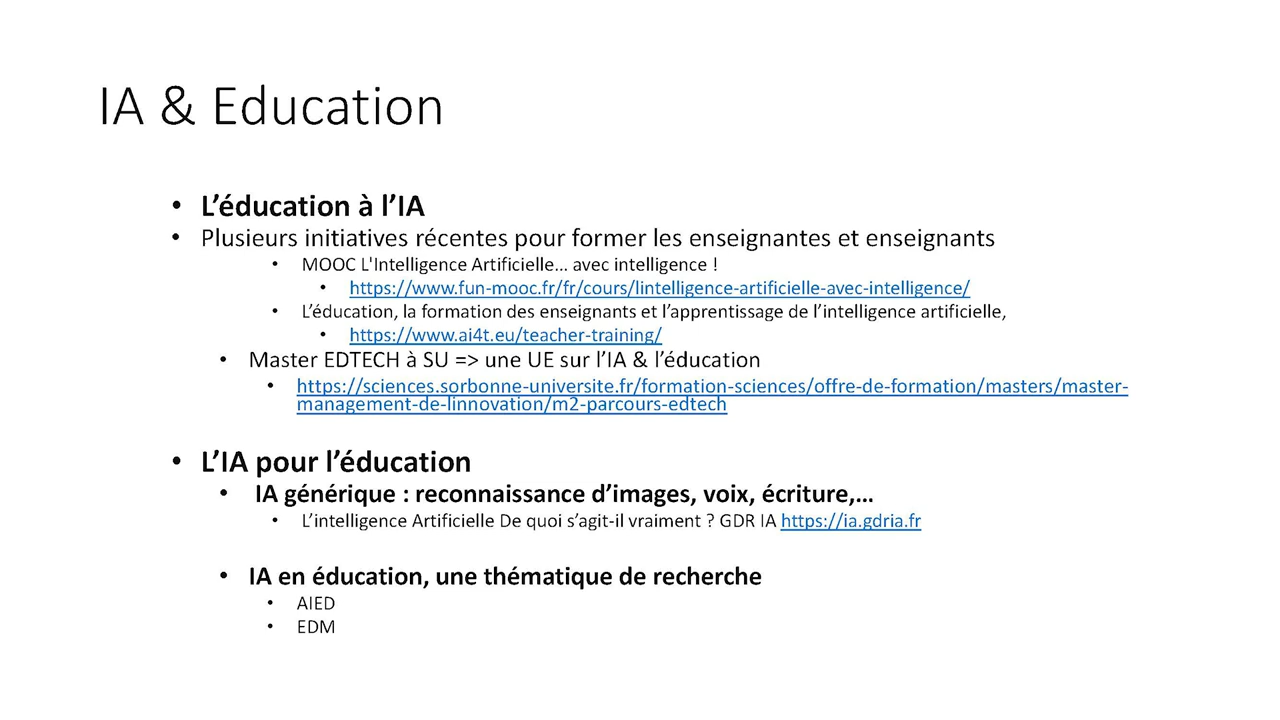 IA & Education
• L’éducation à l’IA
• Plusieurs initiatives récentes pour former les enseignantes et enseignants
• MOOC L'Intelligence Artificielle… avec intelligence !
• https://www.fun-mooc.fr/fr/cours/lintelligence-artificielle-avec-intelligence/
• L’éducation, la formation des enseignants et l’apprentissage de l’intelligence artificielle,
• https://www.ai4t.eu/teacher-training/
• Master EDTECH à SU => une UE sur l’IA & l’éducation
• https://sciences.sorbonne-universite.fr/formation-sciences/offre-de-formation/masters/master-
management-de-linnovation/m2-parcours-edtech
• L’IA pour l’éducation
• IA générique : reconnaissance d’images, voix, écriture,…
• L’intelligence Artificielle De quoi s’agit-il vraiment ? GDR IA https://ia.gdria.fr
• IA en éducation, une thématique de recherche
• AIED
• EDM